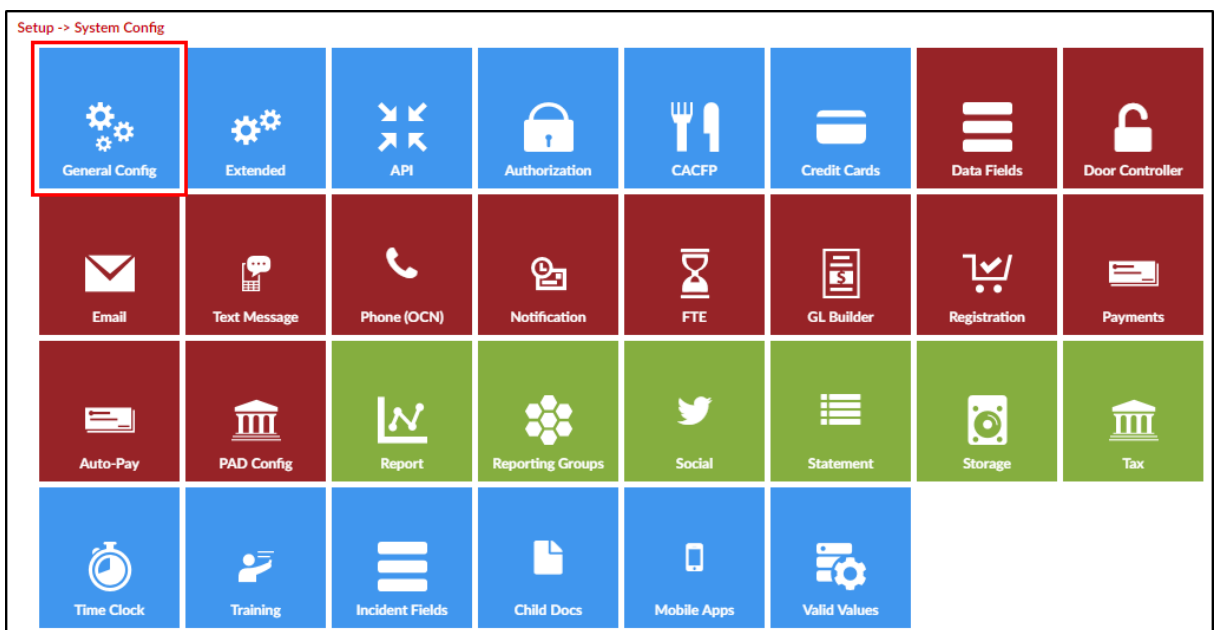 Setup -> System Config
General Config
Extended
API
Authorization
CACFP
Credit Cards
Data Fields
Door Controller
Email
Text Message
Phone (OCN)
Notification
FTE
GL Builder
Registration
Payments
Auto-Pay
PAD Config
Report
Reporting Groups
Social
Statement
Storage
Tax
Time Clock
Training
Incident Fields
Child Docs
Mobile Apps
Valid Values